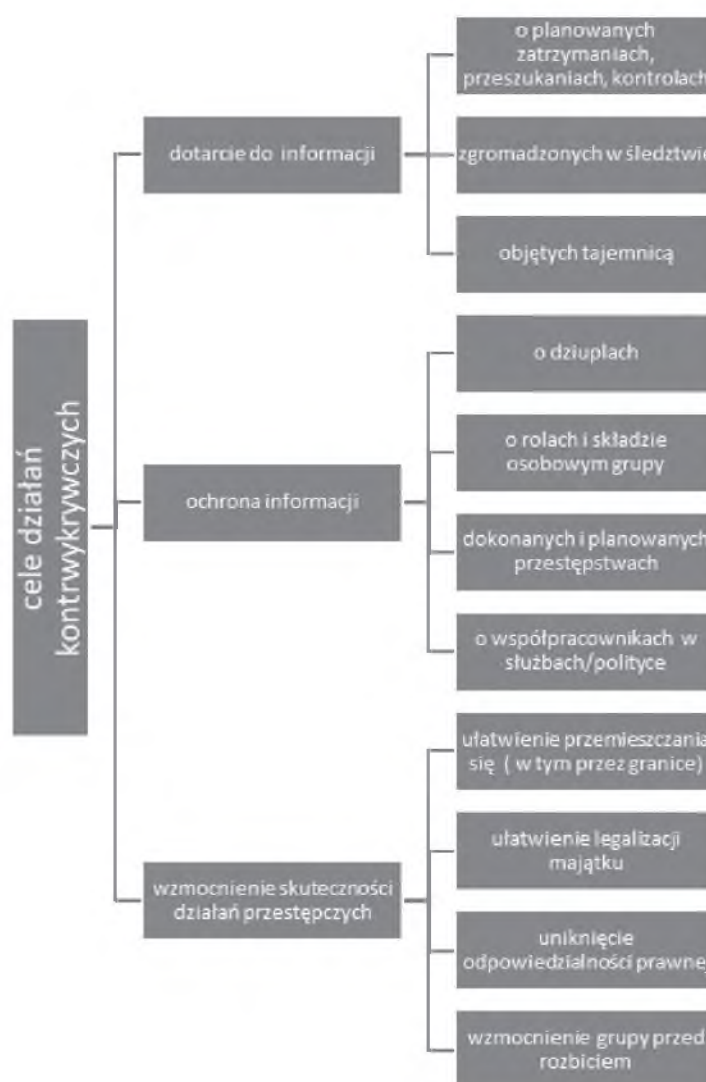 cele działań
kontrwykrywczych
dotarcie do informacji
o planowanych
zatrzymaniach,
przeszukaniach, kontrolach
zgromadzonych w śledztwie
objętych tajemnicą
ochrona informacji
o dziuplach
o rolach i składzie
osobowym grupy
dokonanych i planowanych
przestępstwach
o współpracownikach w
służbach/polityce
wzmocnienie skuteczności
działań przestępczych
ułatwienie przemieszczania
się ( w tym przez granice)
ułatwienie legalizacji
majątku
uniknięcie
odpowiedzialności prawnej
wzmocnienie grupy przed
rozbiciem